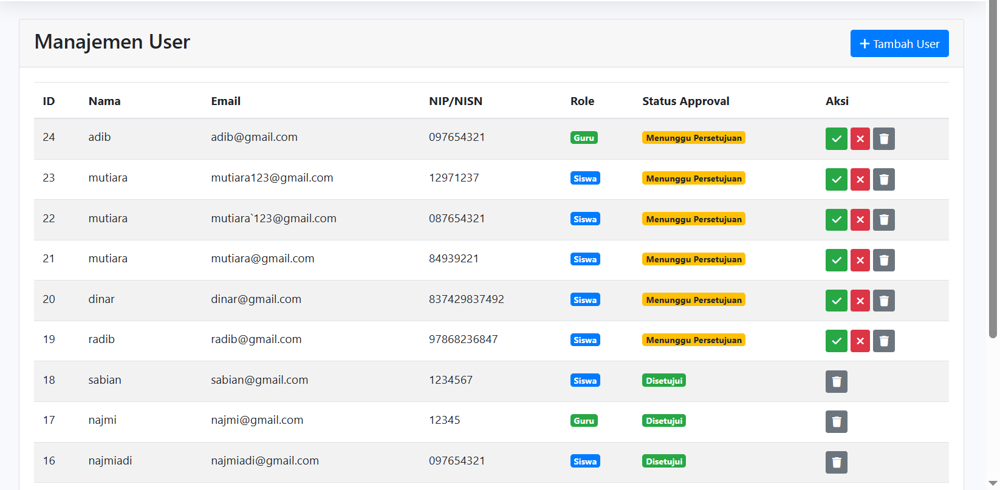 Manajemen User
+ Tambah User
ID Nama Email NIP/NISN Role Status Approval Aksi
24 adib adib@gmail.com 097654321 Guru Menunggu Persetujuan
23 mutiara mutiara123@gmail.com 12971237 Siswa Menunggu Persetujuan
22 mutiara mutiara`123@gmail.com 087654321 Siswa Menunggu Persetujuan
21 mutiara mutiara@gmail.com 84939221 Siswa Menunggu Persetujuan
20 dinar dinar@gmail.com 837429837492 Siswa Menunggu Persetujuan
19 radib radib@gmail.com 97868236847 Siswa Menunggu Persetujuan
18 sabian sabian@gmail.com 1234567 Siswa Disetujui
17 najmi najmi@gmail.com 12345 Guru Disetujui
16 najmiadi najmiadi@gmail.com 097654321 Siswa Disetujui